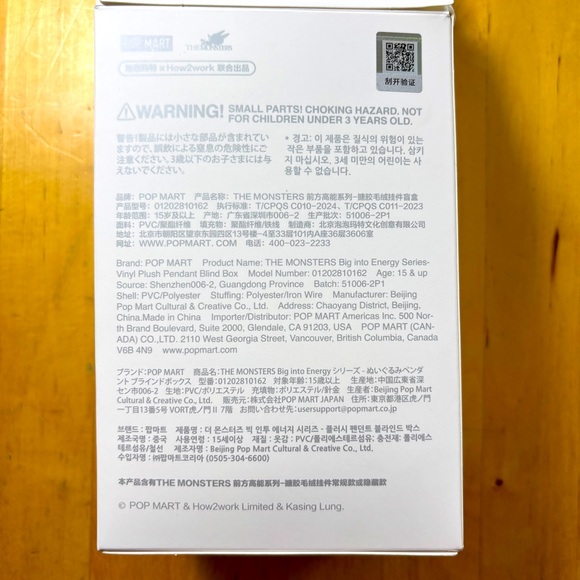 POP MART THE MONSTERS
泡泡玛特 × How2work 联合出品
刮开验证
WARNING! SMALL PARTS! CHOKING HAZARD. NOT
FOR CHILDREN UNDER 3 YEARS OLD.
警告!製品には小さな部品が含まれていますので、誤飲による窒息の危険性にご注意ください。3歳以下のお子さまには与えないでください。
• 경고: 이 제품은 질식의 위험이 있는 작은 부품을 포함하고 있습니다. 삼키지 마십시오. 3세 미만의 어린이는 사용할 수 없습니다.
品牌: POP MART 产品名称: THE MONSTERS 前方高能系列-搪胶毛绒挂件盲盒
型号: 01202810162 执行标准: T/CPQS C010-2024、T/CPQS C011-2023
年龄范围: 15岁及以上 产地: 广东省深圳市006-2 生产批次: 51006-2P1
面料: PVC/聚酯纤维 填充物: 聚酯纤维/铁线 制造商: 北京泡泡玛特文化创意有限公司
地址: 北京市朝阳区望京东园四区13号楼-4至33层101内A座36层3606室
网址: WWW.POPMART.COM 电话: 400-023-2233
Brand: POP MART Product Name: THE MONSTERS Big into Energy Series-
Vinyl Plush Pendant Blind Box Model Number: 01202810162 Age: 15 & up
Source: Shenzhen006-2, Guangdong Province Batch: 51006-2P1
Shell: PVC/Polyester Stuffing: Polyester/Iron Wire Manufacturer: Beijing
Pop Mart Cultural & Creative Co., Ltd. Address: Chaoyang District, Beijing,
China.Made in China Importer/Distributor: POP MART Americas Inc. 500 Nor-
th Brand Boulevard, Suite 2000, Glendale, CA 91203, USA POP MART (CAN-
ADA) CO.,LTD. 2110 West Georgia Street, Vancouver, British Columbia, Canada
V6B 4N9 www.popmart.com
ブランド: POP MART 商品名: THE MONSTERS Big into Energy シリーズ - ぬいぐるみペンダ
ント ブラインドボックス 型番: 01202810162 対象年齢: 15歳以上 生産地: 中国広東省深
セン市006-2 生地: PVC/ポリエステル 充填物: ポリエステル/針金 生産者: Beijing Pop Mart
Cultural & Creative Co., Ltd. 販売元: 株式会社POP MART JAPAN 住所: 東京都港区虎ノ門
一丁目13番5号 VORT虎ノ門Ⅱ 7階 お問い合わせ先: usersupport@popmart.co.jp
브랜드 : 팝마트 제품명 : 더 몬스터즈 빅 인투 에너지 시리즈 - 플러시 펜던트 블라인드 박스
제조국명 : 중국 사용연령 : 15세이상 재질 : 겉감: PVC/폴리에스테르섬유; 충전재: 폴리에스
테르섬유/철선 제조자명 : Beijing Pop Mart Cultural & Creative Co., Ltd.
수입자명 : ㈜팝마트코리아 (0505-304-6600)
本产品含有THE MONSTERS 前方高能系列-搪胶毛绒挂件常规款或隐藏款
© POP MART & How2work Limited & Kasing Lung.